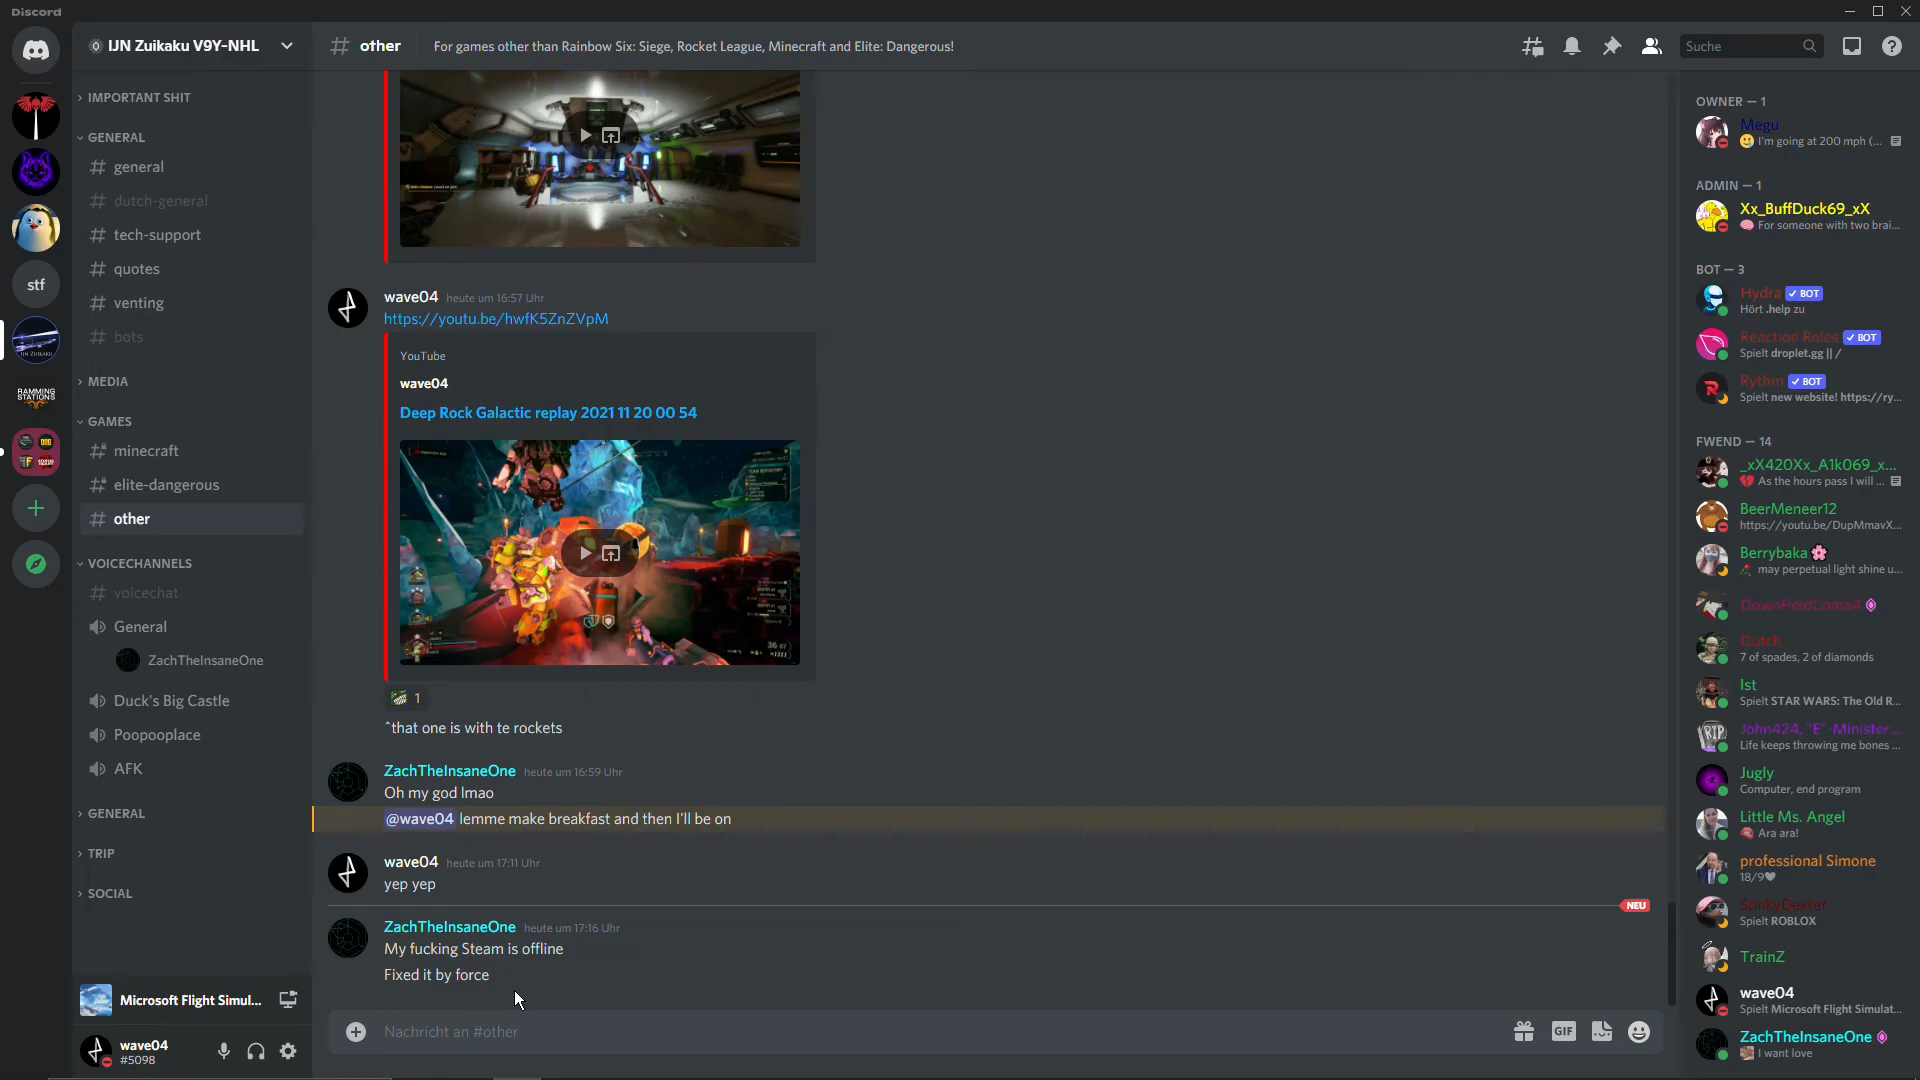 Discord
IJN Zuikaku V9Y-NHL
other
For games other than Rainbow Six: Siege, Rocket League, Minecraft and Elite: Dangerous!
Suche
stf
IJN ZUIKAKU
RAMMING
STATIONS
IMPORTANT SHIT
GENERAL
general
dutch-general
tech-support
quotes
venting
bots
MEDIA
GAMES
minecraft
elite-dangerous
other
VOICECHANNELS
voicechat
General
ZachTheInsaneOne
Duck's Big Castle
Poopooplace
AFK
GENERAL
TRIP
SOCIAL
Microsoft Flight Simul...
wave04
#5098
wave04 heute um 16:57 Uhr
https://youtu.be/hwfK5ZnZVpM
YouTube
wave04
Deep Rock Galactic replay 2021 11 20 00 54
1
^that one is with te rockets
ZachTheInsaneOne heute um 16:59 Uhr
Oh my god lmao
@wave04 lemme make breakfast and then I'll be on
wave04 heute um 17:11 Uhr
yep yep
NEU
ZachTheInsaneOne heute um 17:16 Uhr
My fucking Steam is offline
Fixed it by force
Nachricht an #other
GIF
OWNER — 1
Megu
I'm going at 200 mph (...
ADMIN — 1
Xx_BuffDuck69_xX
For someone with two brai...
BOT — 3
Hydra BOT
Hört .help zu
Reaction Roles BOT
Spielt droplet.gg || /
Rythm BOT
Spielt new website! https://ry...
FWEND — 14
_xX420Xx_A1k069_x...
As the hours pass I will ...
BeerMeneer12
https://youtu.be/DupMmavX...
Berrybaka
may perpetual light shine u...
DownFieldComa4
Dutch
7 of spades, 2 of diamonds
Ist
Spielt STAR WARS: The Old R...
John424, "E"-Minister...
Life keeps throwing me bones ...
Jugly
Computer, end program
Little Ms. Angel
Ara ara!
professional Simone
18/9
StinkyDexter
Spielt ROBLOX
TrainZ
wave04
Spielt Microsoft Flight Simulat...
ZachTheInsaneOne
I want love